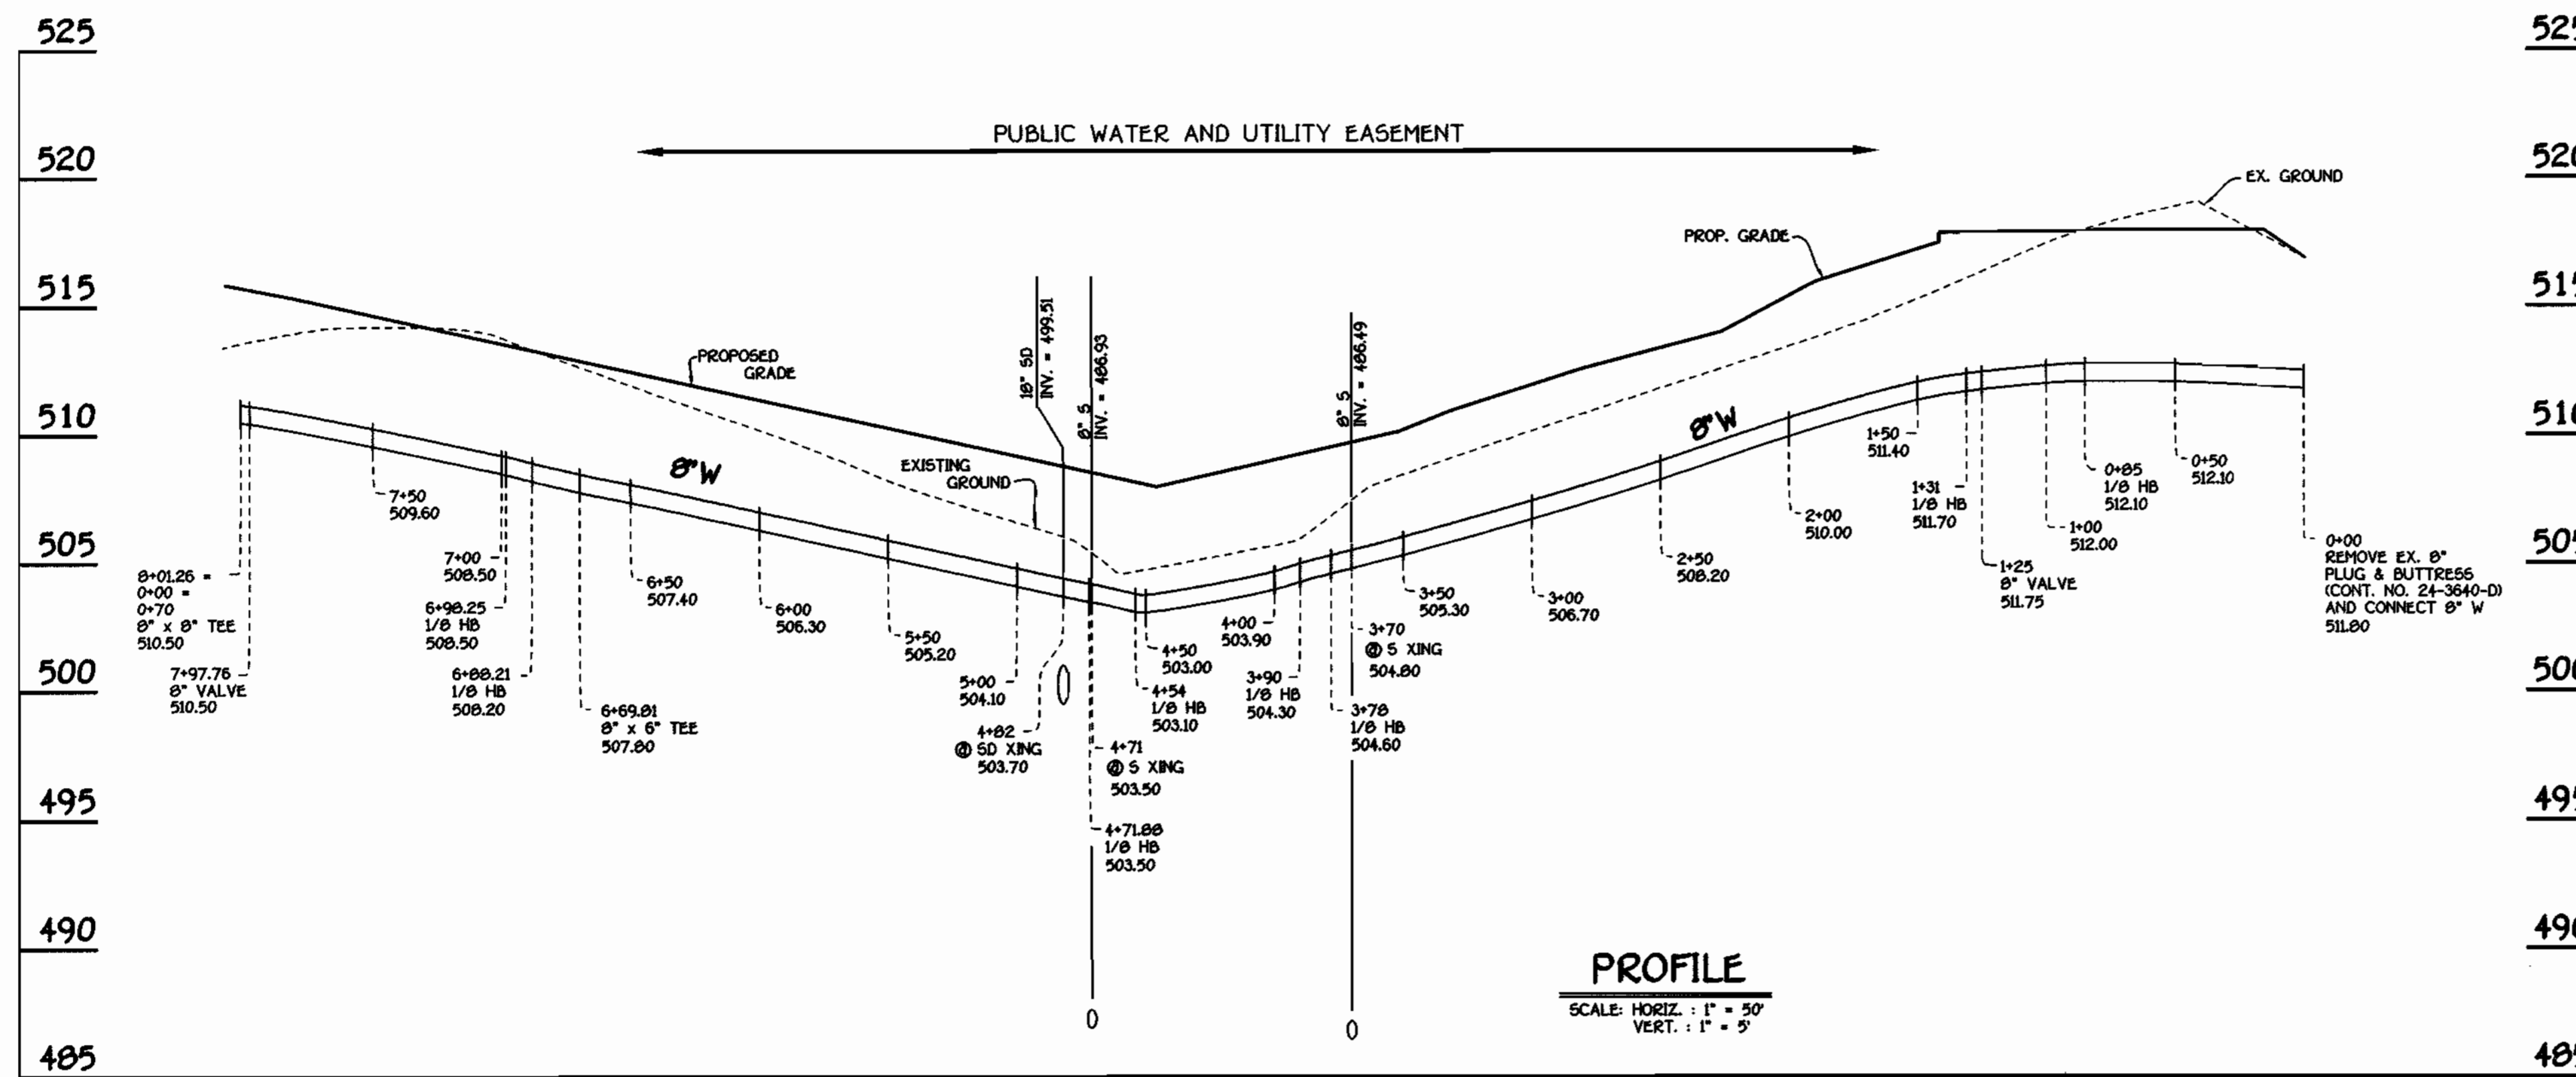 525
520
515
510
505
500
495
490
485
PUBLIC WATER AND UTILITY EASEMENT
EX. GROUND
PROP. GRADE
PROPOSED
GRADE
EXISTING
GROUND
18" SD
INV. = 499.51
8" S
INV. = 486.93
8" S
INV. = 486.49
8" W
8" W
8+01.26 =
0+00 =
0+70
8" x 8" TEE
510.50
7+97.76
8" VALVE
510.50
7+50
509.60
7+00
508.50
6+98.25
1/8 HB
508.50
6+88.21
1/8 HB
508.20
6+69.81
8" x 6" TEE
507.80
6+50
507.40
6+00
506.30
5+50
505.20
5+00
504.10
4+82
@ SD XING
503.70
4+71
@ S XING
503.50
4+71.88
1/8 HB
503.50
4+54
1/8 HB
503.10
4+50
503.00
4+00
503.90
3+90
1/8 HB
504.30
3+78
1/8 HB
504.60
3+70
@ S XING
504.80
3+50
505.30
3+00
506.70
2+50
508.20
2+00
510.00
1+50
511.40
1+31
1/8 HB
511.70
1+25
8" VALVE
511.75
1+00
512.00
0+85
1/8 HB
512.10
0+50
512.10
0+00
REMOVE EX. 8"
PLUG & BUTTRESS
(CONT. NO. 24-3640-D)
AND CONNECT 8" W
511.80
PROFILE
SCALE: HORIZ. : 1" = 50'
VERT. : 1" = 5'